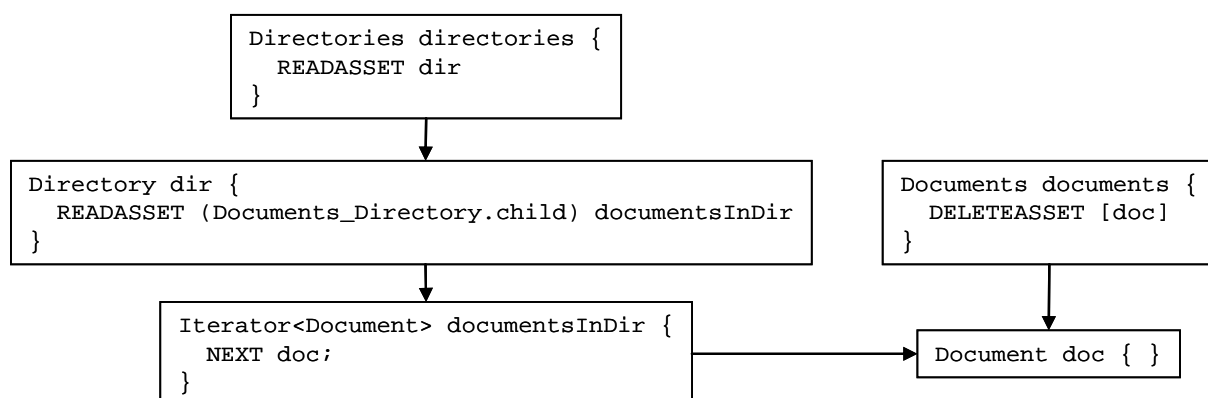 Directories directories {
READASSET dir
}
Directory dir {
READASSET (Documents_Directory.child) documentsInDir
}
Documents documents {
DELETEASSET [doc]
}
Iterator<Document> documentsInDir {
NEXT doc;
}
Document doc { }